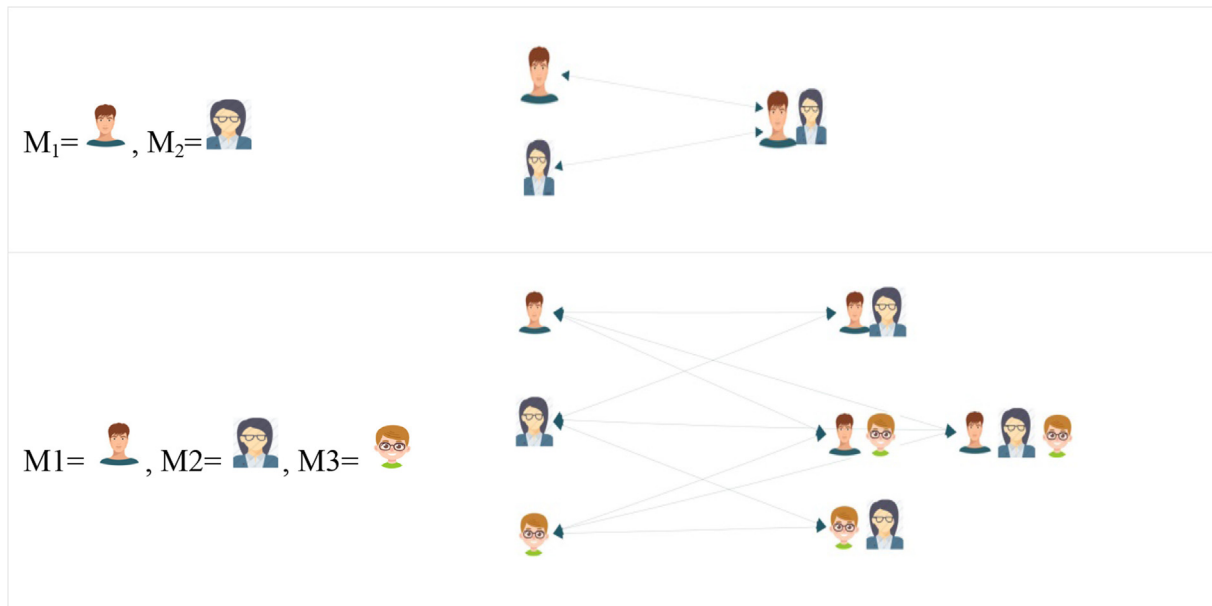 M₁= , M₂=
M1= , M2= , M3=